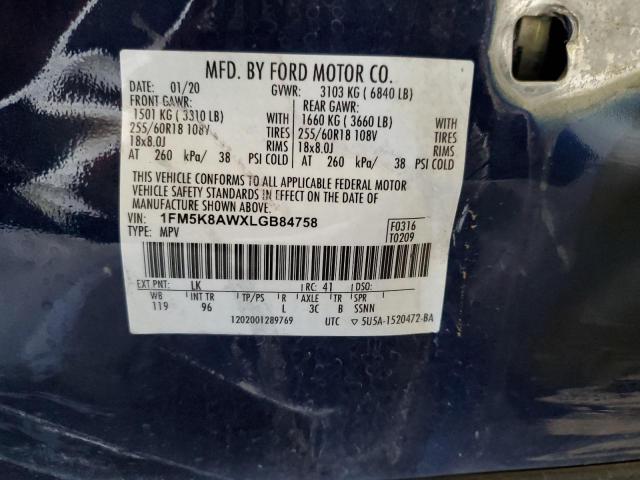 MFD. BY FORD MOTOR CO.
DATE: 01/20 GVWR: 3103 KG ( 6840 LB)
FRONT GAWR: REAR GAWR:
1501 KG ( 3310 LB) WITH 1660 KG ( 3660 LB) WITH
255/60R18 108V TIRES 255/60R18 108V TIRES
18x8.0J RIMS 18x8.0J RIMS
AT 260 kPa/ 38 PSI COLD AT 260 kPa/ 38 PSI COLD
THIS VEHICLE CONFORMS TO ALL APPLICABLE FEDERAL MOTOR
VEHICLE SAFETY STANDARDS IN EFFECT ON THE DATE OF
MANUFACTURE SHOWN ABOVE.
VIN: 1FM5K8AWXLGB84758 F0316
TYPE: MPV T0209
EXT PNT: LK RC: 41 DSO:
WB INT TR TP/PS R AXLE TR SPR
119 96 L 3C B SSNN
1202001289769 UTC ▽ 5U5A-1520472-BA